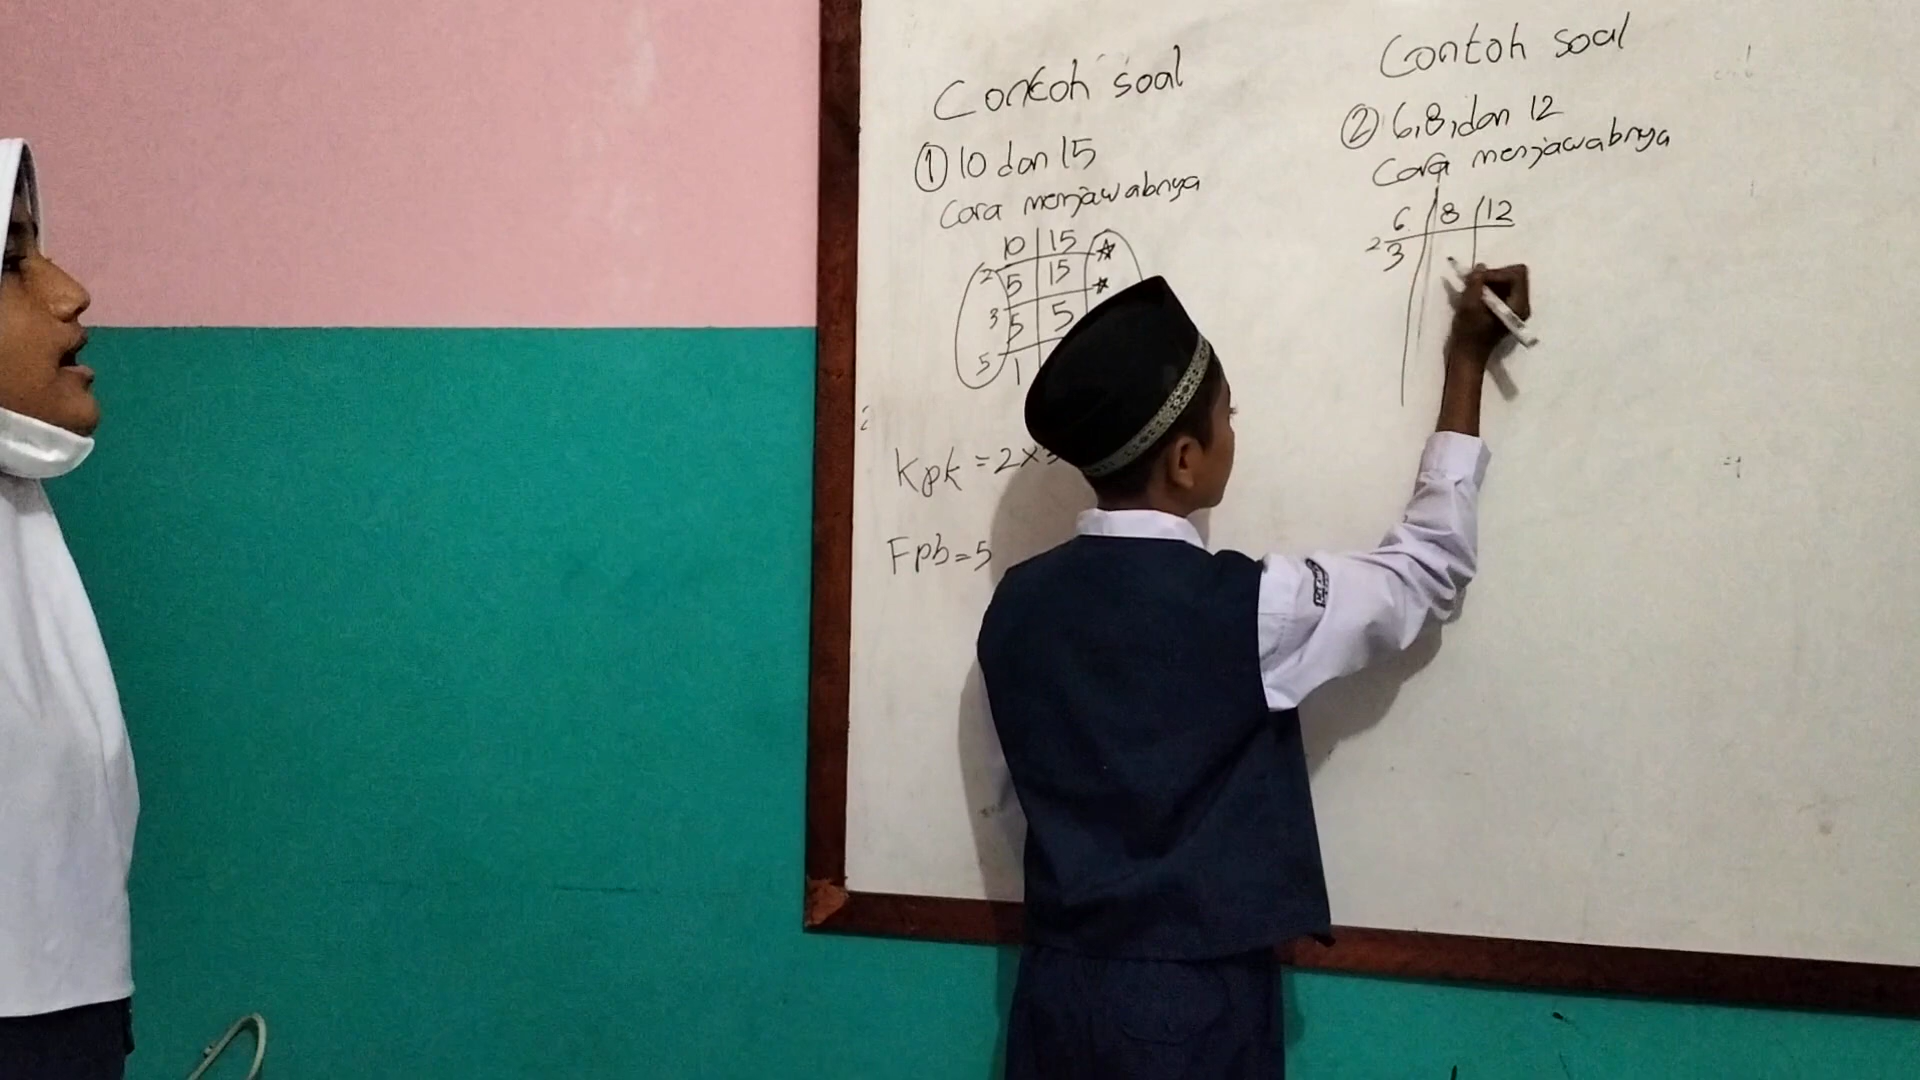 Contoh soal
① 10 dan 15
Cara menjawabnya
10 | 15
2 5 | 15 ☆
3 5 | 5 ☆
5 1
Kpk = 2 x 3
Fpb = 5
Contoh soal
② 6,8,dan 12
Cara menjawabnya
6 | 8 | 12
2 3